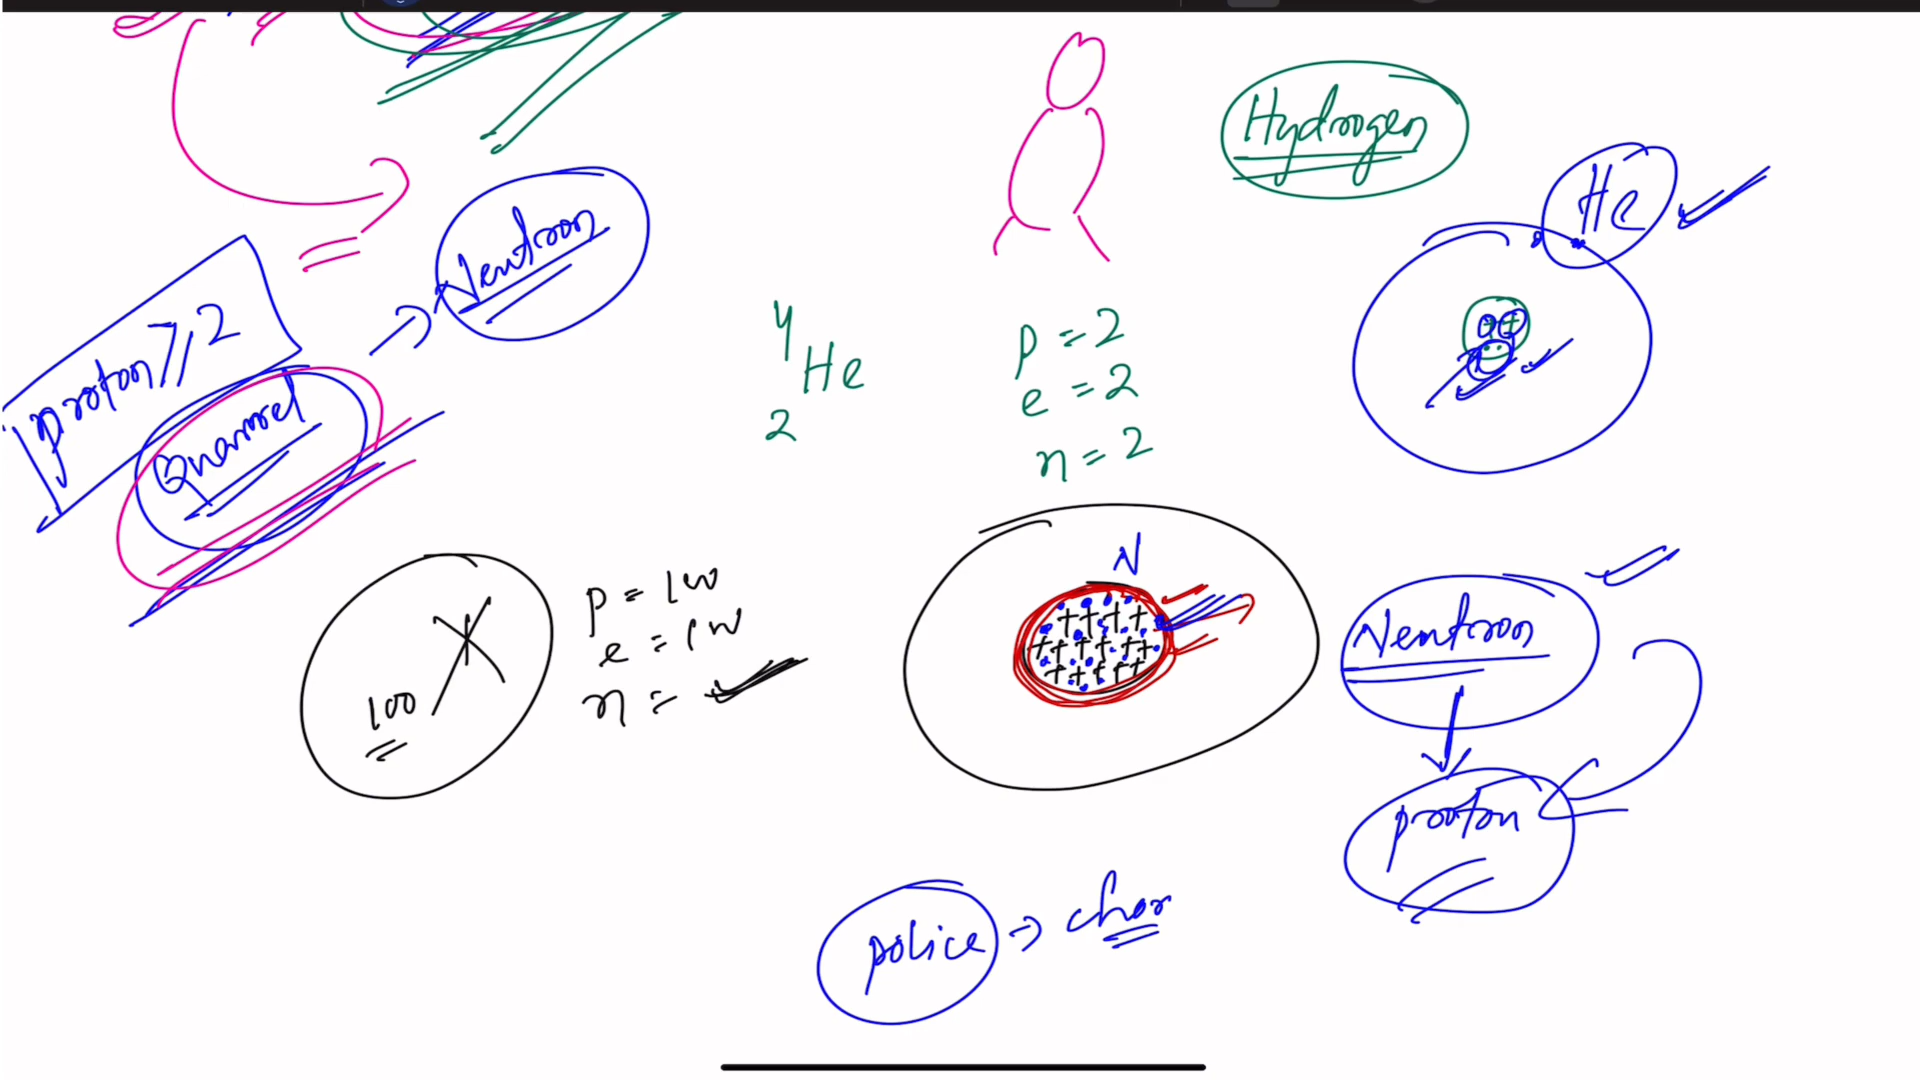 Hydrogen
He
Neutron
proton ≥ 2
Quarrel
4
He
2
p = 2
e = 2
n = 2
N
100 X
p = 100
e = 100
n =
+ + + +
+ + + + + +
+ + + + +
Neutron
proton
police → chor